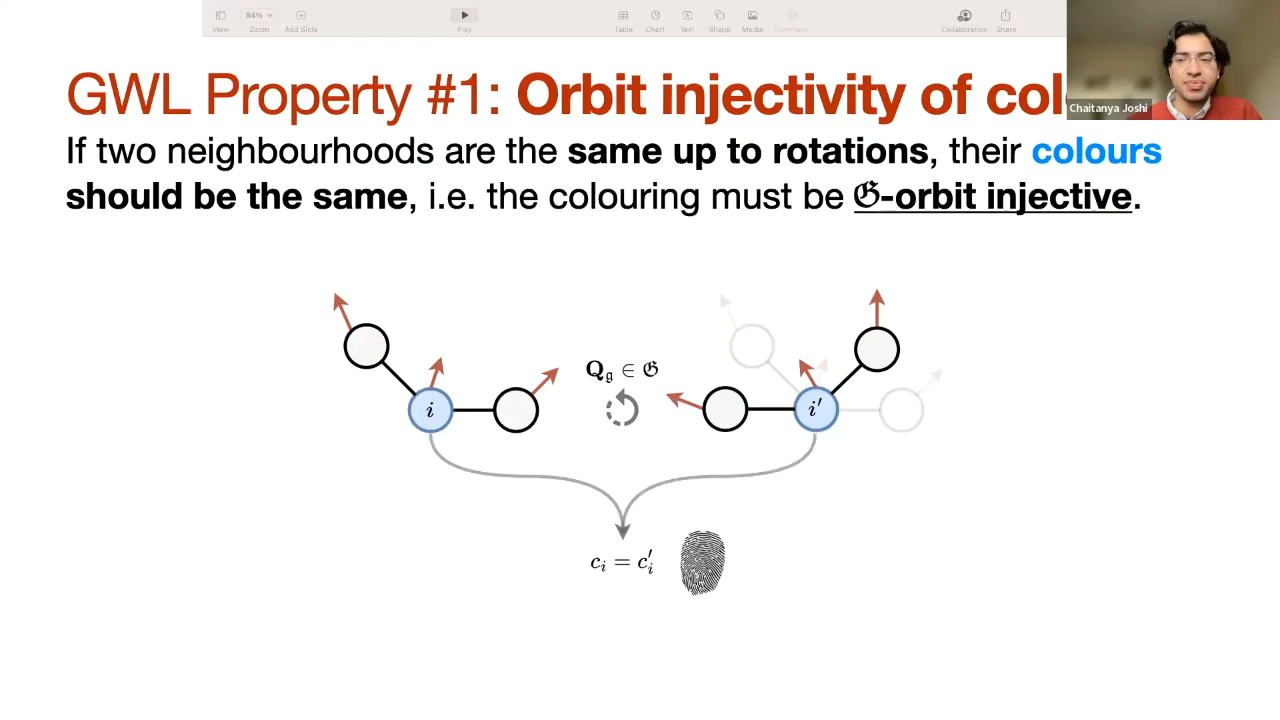 84%
View Zoom Add Slide Play Table Chart Text Shape Media Comment Collaboration Share
GWL Property #1: Orbit injectivity of col
Chaitanya Joshi
If two neighbourhoods are the same up to rotations, their colours
should be the same, i.e. the colouring must be 𝔊-orbit injective.
Q𝔤 ∈ 𝔊
i
i′
cᵢ = c′ᵢ